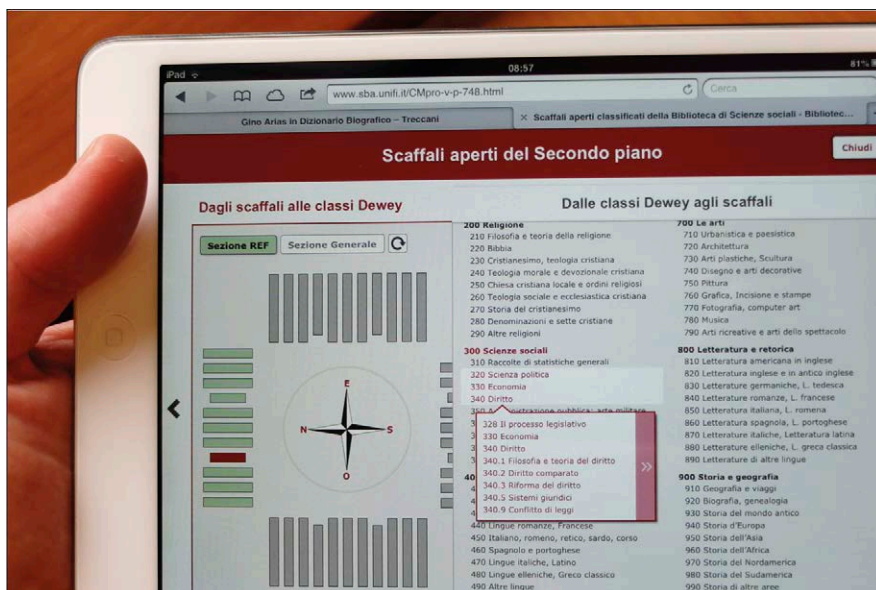 iPad
08:57
81%
www.sba.unifi.it/CMpro-v-p-748.html
Cerca
Gino Arias in Dizionario Biografico – Treccani
× Scaffali aperti classificati della Biblioteca di Scienze sociali - Bibliotec...
Scaffali aperti del Secondo piano
Chiudi
Dagli scaffali alle classi Dewey
Sezione REF
Sezione Generale
E
N
S
O
Dalle classi Dewey agli scaffali
200 Religione
210 Filosofia e teoria della religione
220 Bibbia
230 Cristianesimo, teologia cristiana
240 Teologia morale e devozionale cristiana
250 Chiesa cristiana locale e ordini religiosi
260 Teologia sociale e ecclesiastica cristiana
270 Storia del cristianesimo
280 Denominazioni e sette cristiane
290 Altre religioni
300 Scienze sociali
310 Raccolte di statistiche generali
320 Scienza politica
330 Economia
340 Diritto
350 Amministrazione pubblica; arte militare
328 Il processo legislativo
330 Economia
340 Diritto
340.1 Filosofia e teoria del diritto
340.2 Diritto comparato
340.3 Riforma del diritto
340.5 Sistemi giundici
340.9 Conflitto di leggi
»
440 Lingue romanze, Francese
450 Italiano, romeno, retico, sardo, corso
460 Spagnolo e portoghese
470 Lingue italiche, Latino
480 Lingue elleniche, Greco classico
490 Altre lingue
700 Le arti
710 Urbanistica e paesistica
720 Architettura
730 Arti plastiche, Scultura
740 Disegno e arti decorative
750 Pittura
760 Grafica, Incisione e stampe
770 Fotografia, computer art
780 Musica
790 Arti ricreative e arti dello spettacolo
800 Letteratura e retorica
810 Letteratura americana in inglese
820 Letteratura inglese e in antico inglese
830 Letterature germaniche, L. tedesca
840 Letterature romanze, L. francese
850 Letteratura italiana, L. romena
860 Letteratura spagnola, L. portoghese
870 Letterature italiche, Letteratura latina
880 Letterature elleniche, L. greca classica
890 Letterature di altre lingue
900 Storia e geografia
910 Geografia e viaggi
920 Biografia, genealogia
930 Storia del mondo antico
940 Storia d'Europa
950 Storia dell'Asia
960 Storia dell'Africa
970 Storia del Nordamerica
980 Storia del Sudamerica
990 Storia di altre aree